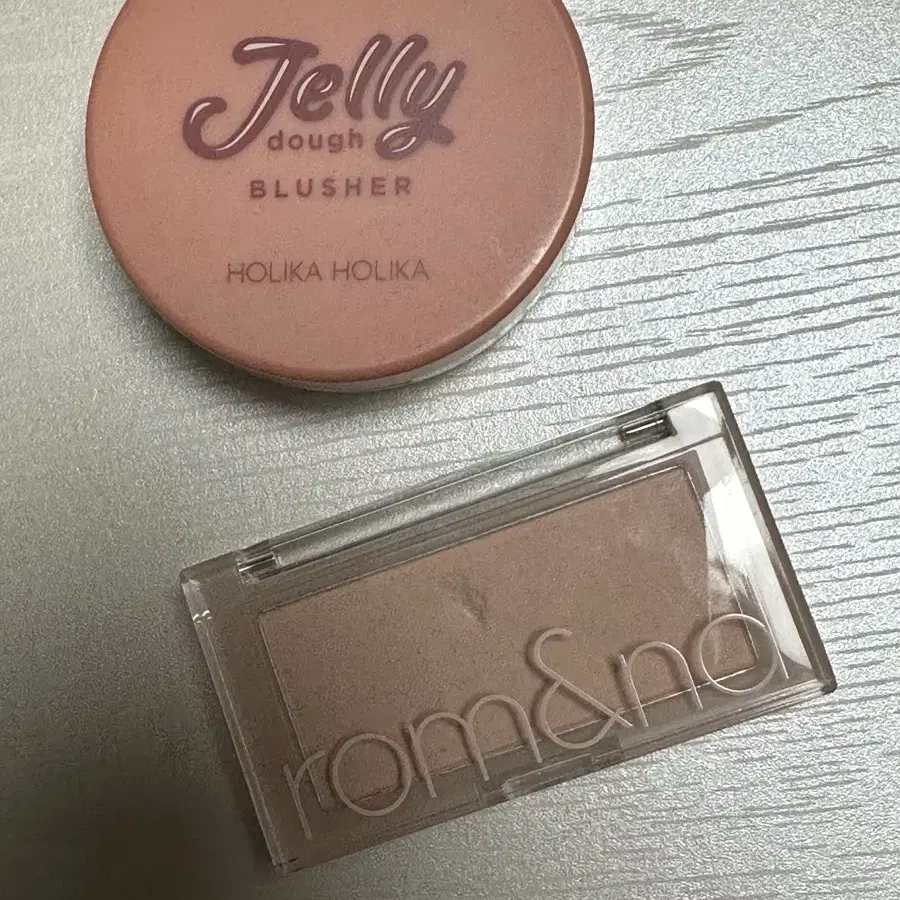 Jelly
dough
BLUSHER
HOLIKA HOLIKA
rom&nd